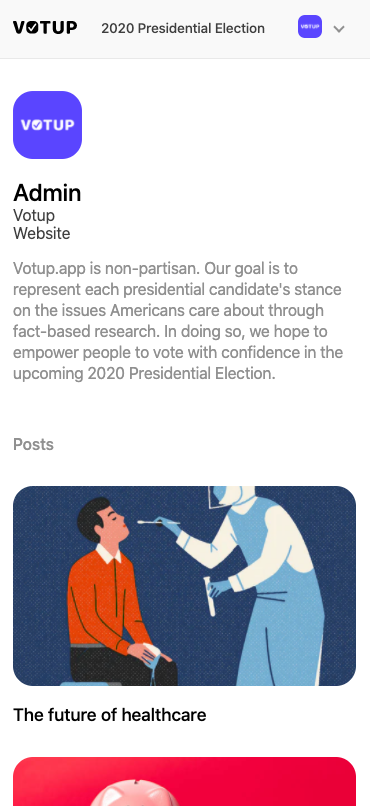 VOTUP
2020 Presidential Election
VOTUP
VOTUP
Admin
Votup
Website
Votup.app is non-partisan. Our goal is to
represent each presidential candidate's stance
on the issues Americans care about through
fact-based research. In doing so, we hope to
empower people to vote with confidence in the
upcoming 2020 Presidential Election.
Posts
The future of healthcare